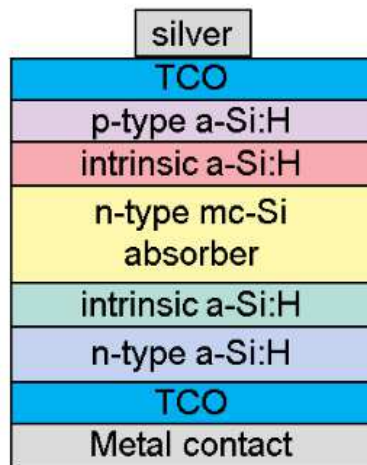 silver
TCO
p-type a-Si:H
intrinsic a-Si:H
n-type mc-Si
absorber
intrinsic a-Si:H
n-type a-Si:H
TCO
Metal contact